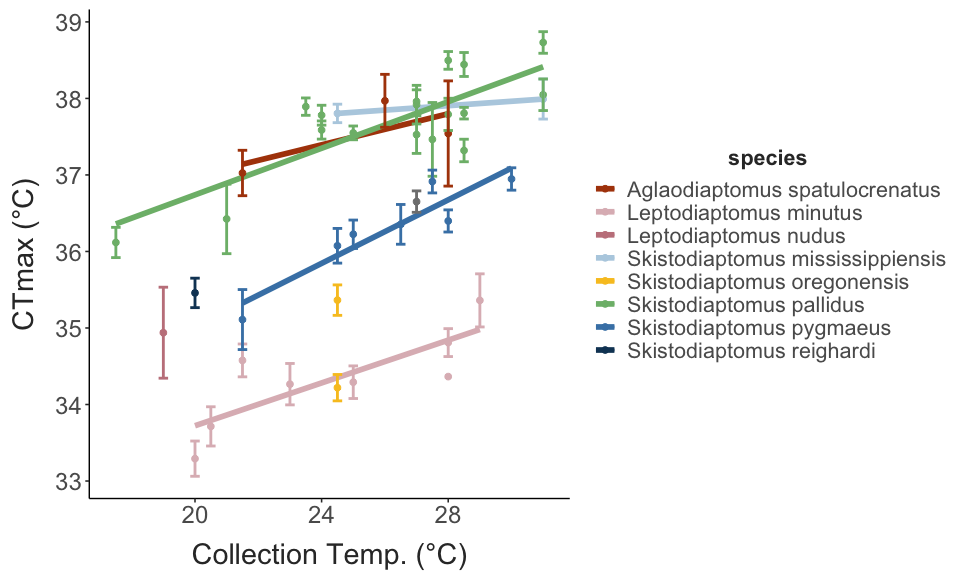 39
38
37
36
35
34
33
CTmax (°C)
20 24 28
Collection Temp. (°C)
species
Aglaodiaptomus spatulocrenatus
Leptodiaptomus minutus
Leptodiaptomus nudus
Skistodiaptomus mississippiensis
Skistodiaptomus oregonensis
Skistodiaptomus pallidus
Skistodiaptomus pygmaeus
Skistodiaptomus reighardi